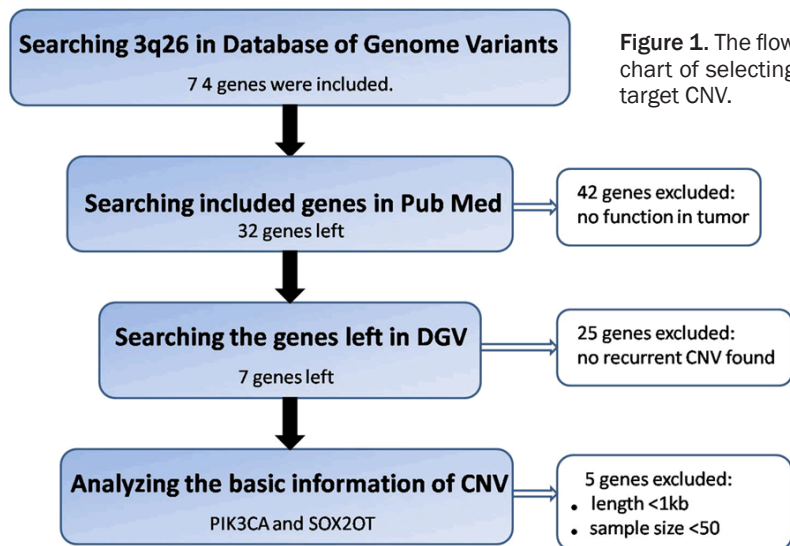 Searching 3q26 in Database of Genome Variants
7 4 genes were included.
Figure 1. The flow
chart of selecting
target CNV.
Searching included genes in Pub Med
32 genes left
42 genes excluded:
no function in tumor
Searching the genes left in DGV
7 genes left
25 genes excluded:
no recurrent CNV found
Analyzing the basic information of CNV
PIK3CA and SOX2OT
5 genes excluded:
• length <1kb
• sample size <50